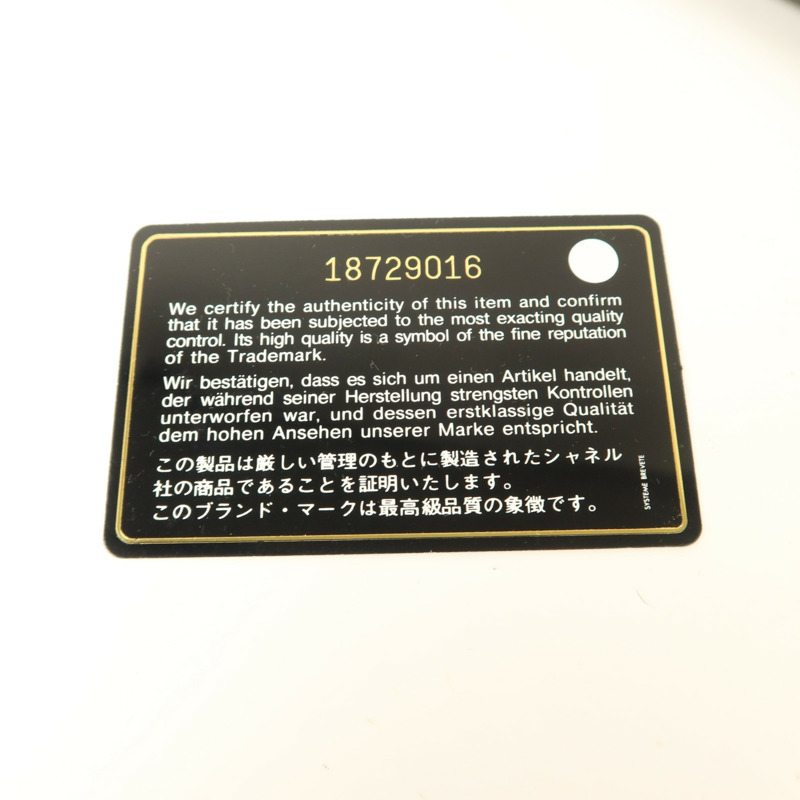 18729016
We certify the authenticity of this item and confirm
that it has been subjected to the most exacting quality
control. Its high quality is a symbol of the fine reputation
of the Trademark.
Wir bestätigen, dass es sich um einen Artikel handelt,
der während seiner Herstellung strengsten Kontrollen
unterworfen war, und dessen erstklassige Qualität
dem hohen Ansehen unserer Marke entspricht.
この製品は厳しい管理のもとに製造されたシャネル
社の商品であることを証明いたします。
このブランド・マークは最高級品質の象徴です。
SYSTEME BREVETE